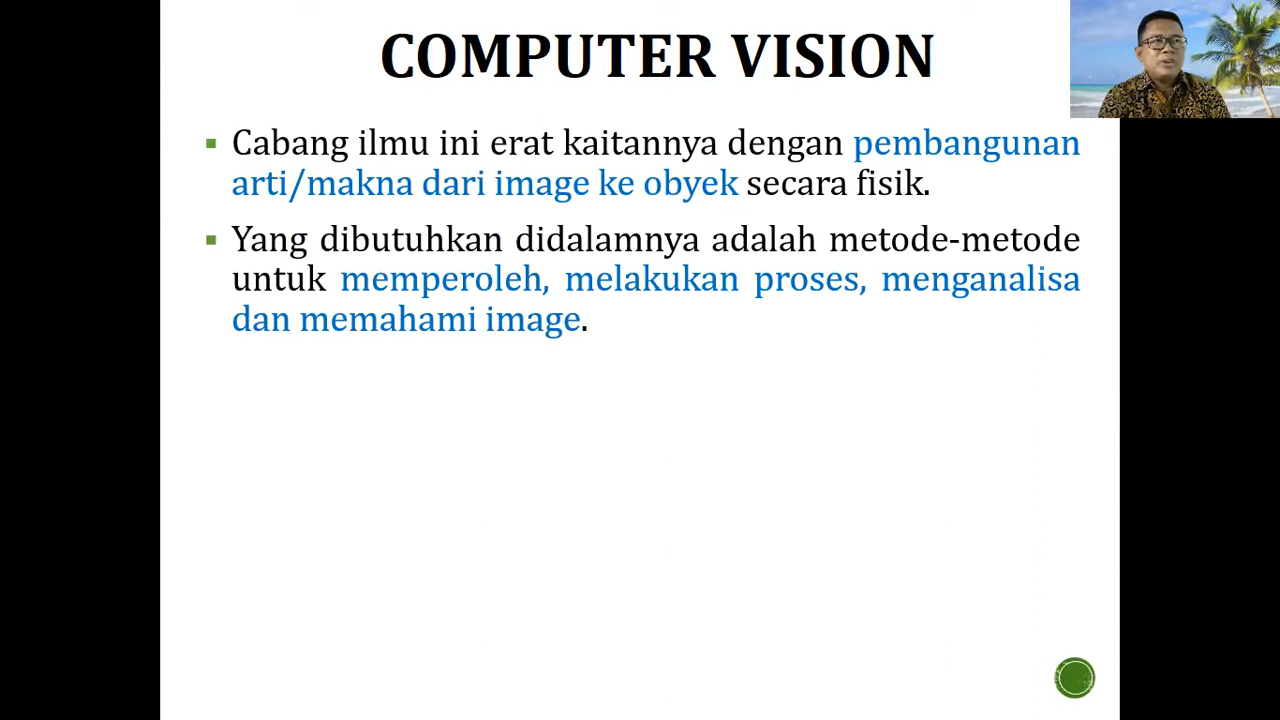 COMPUTER VISION
Cabang ilmu ini erat kaitannya dengan pembangunan
arti/makna dari image ke obyek secara fisik.
Yang dibutuhkan didalamnya adalah metode-metode
untuk memperoleh, melakukan proses, menganalisa
dan memahami image.